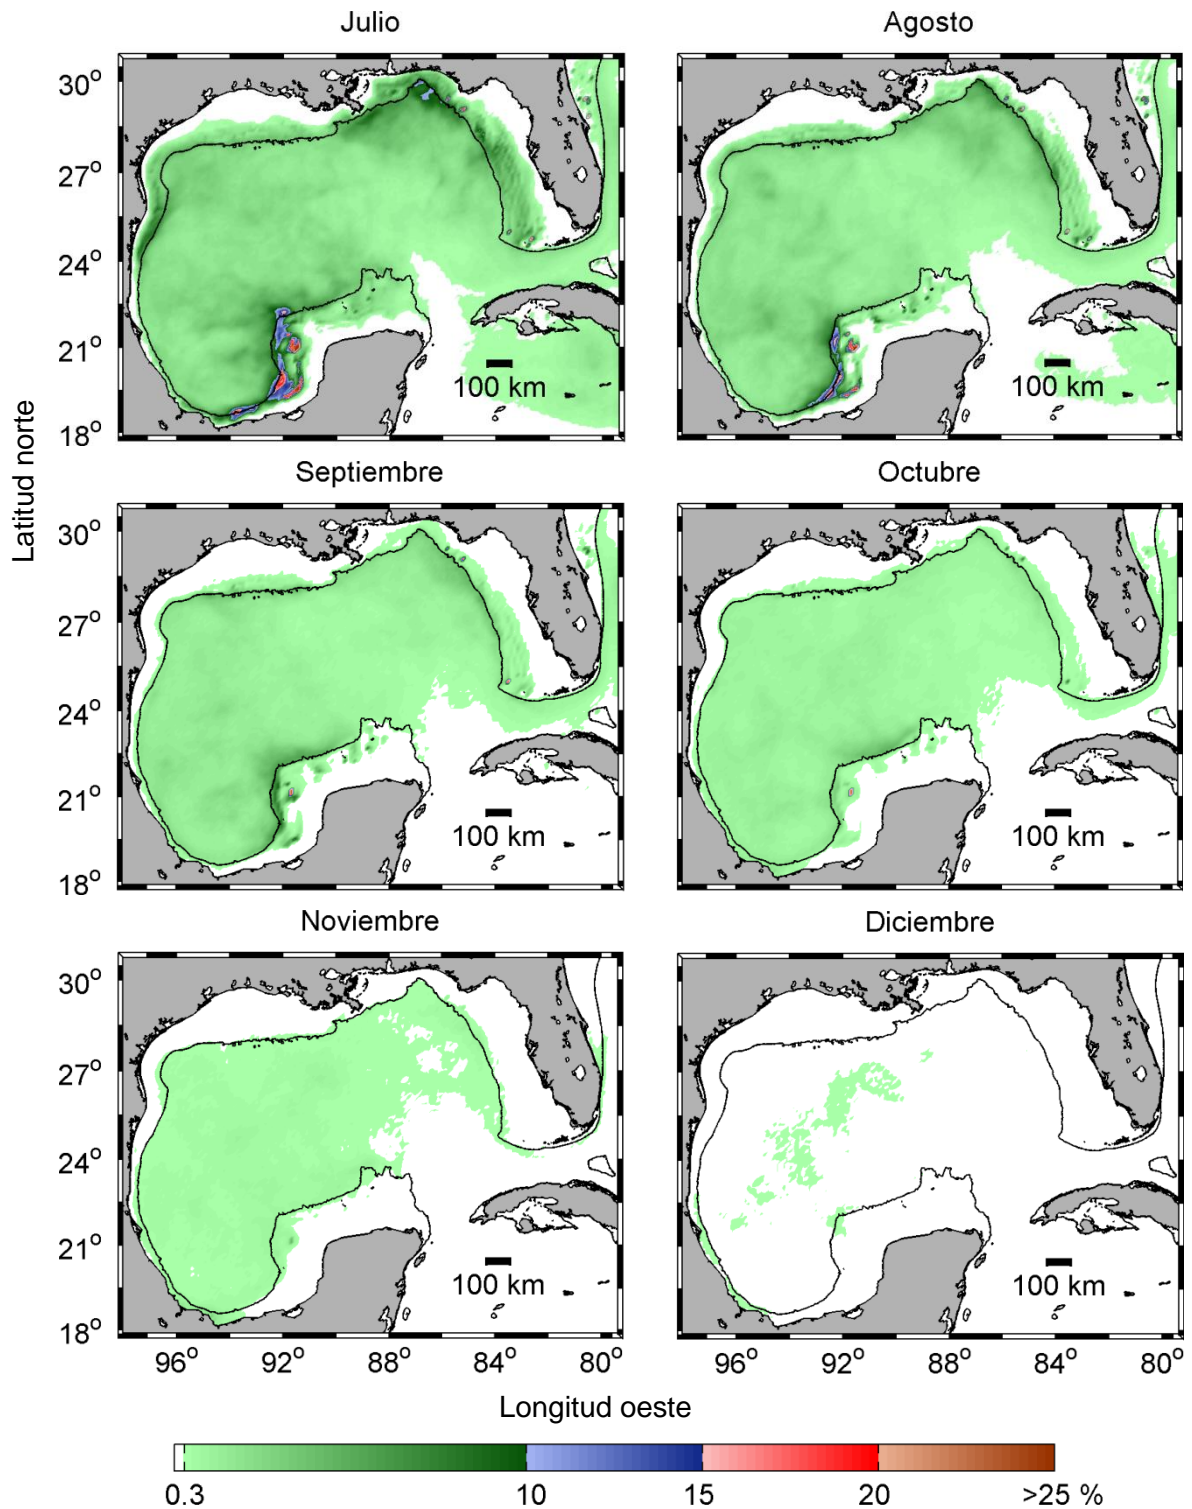 Julio
Agosto
30°
27°
24°
21°
18°
100 km
100 km
Latitud norte
Septiembre
Octubre
30°
27°
24°
21°
18°
100 km
100 km
Noviembre
Diciembre
30°
27°
24°
21°
18°
100 km
100 km
96° 92° 88° 84° 80° 96° 92° 88° 84° 80°
Longitud oeste
0.3 10 15 20 >25 %